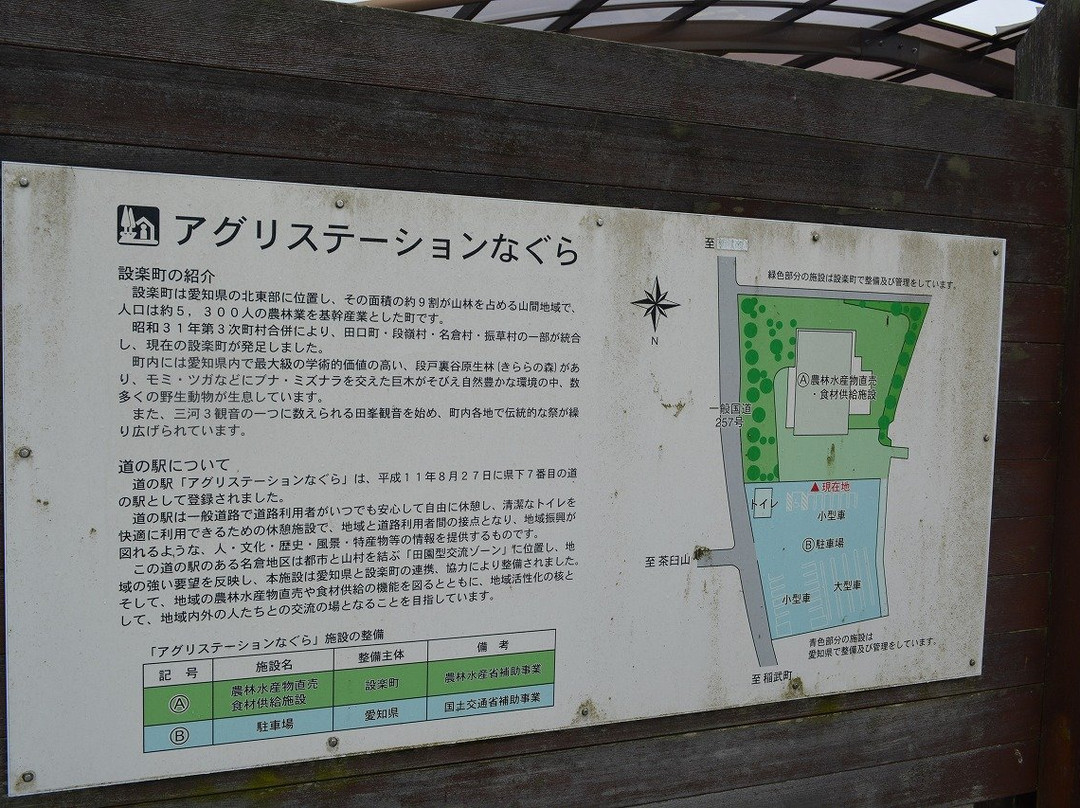 アグリステーションなぐら
設楽町の紹介
設楽町は愛知県の北東部に位置し、その面積の約9割が山林を占める山間地域で、
人口は約5，300人の農林業を基幹産業とした町です。
昭和31年第3次町村合併により、田口町・段嶺村・名倉村・振草村の一部が統合
し、現在の設楽町が発足しました。
町内には愛知県内で最大級の学術的価値の高い、段戸裏谷原生林(きららの森)があ
り、モミ・ツガなどにブナ・ミズナラを交えた巨木がそびえ自然豊かな環境の中、数
多くの野生動物が生息しています。
また、三河3観音の一つに数えられる田峯観音を始め、町内各地で伝統的な祭が繰
り広げられています。
道の駅について
道の駅「アグリステーションなぐら」は、平成11年8月27日に県下7番目の道
の駅として登録されました。
道の駅は一般道路で道路利用者がいつでも安心して自由に休憩し、清潔なトイレを
快適に利用できるための休憩施設で、地域と道路利用者間の接点となり、地域振興が
図れるような、人・文化・歴史・風景・特産物等の情報を提供するものです。
この道の駅のある名倉地区は都市と山村を結ぶ「田園型交流ゾーン」に位置し、地
域の強い要望を反映し、本施設は愛知県と設楽町の連携、協力により整備されました。
そして、地域の農林水産物直売や食材供給の機能を図るとともに、地域活性化の核と
して、地域内外の人たちとの交流の場となることを目指しています。
「アグリステーションなぐら」施設の整備
記 号 施設名 整備主体 備 考
Ⓐ 農林水産物直売 食材供給施設 設楽町 農林水産省補助事業
Ⓑ 駐車場 愛知県 国土交通省補助事業
至
緑色部分の施設は設楽町で整備及び管理をしています。
N
Ⓐ農林水産物直売
・食材供給施設
一般国道
257号
▲現在地
トイレ
小型車
Ⓑ駐車場
至 茶臼山
大型車
小型車
青色部分の施設は
愛知県で整備及び管理をしています。
至 稲武町